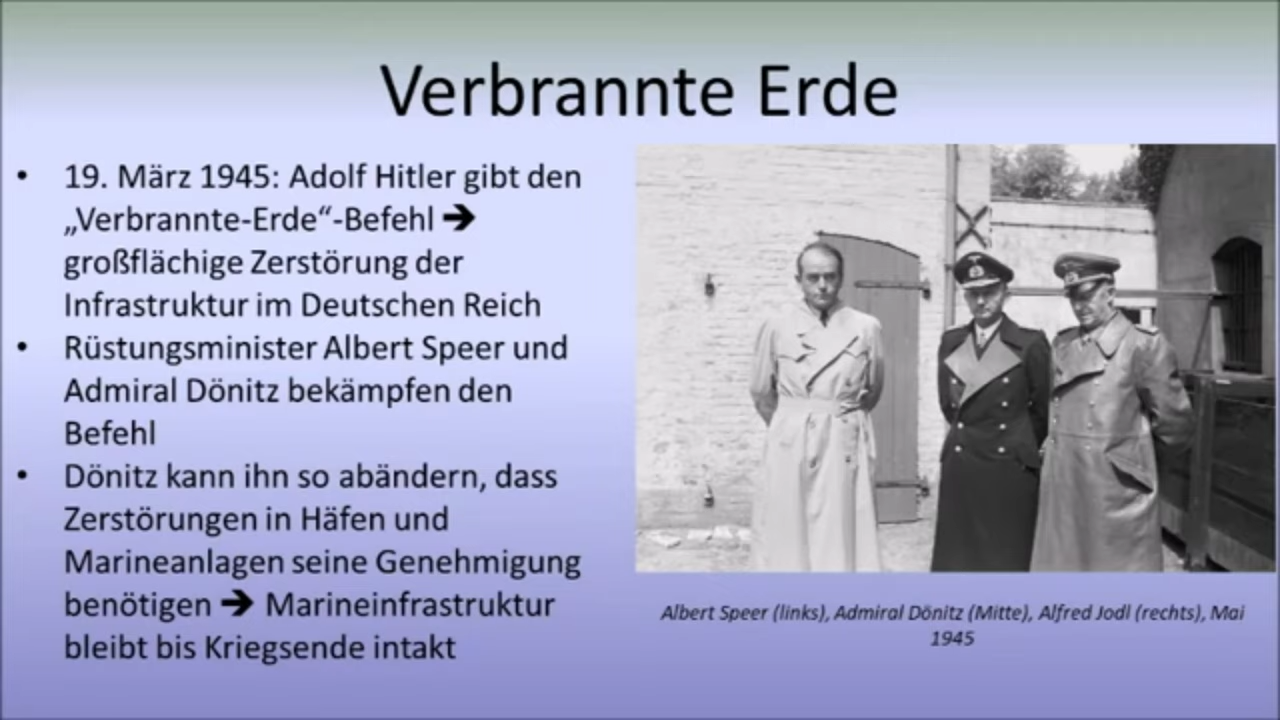 Verbrannte Erde
• 19. März 1945: Adolf Hitler gibt den
„Verbrannte-Erde“-Befehl 🡲
großflächige Zerstörung der
Infrastruktur im Deutschen Reich
• Rüstungsminister Albert Speer und
Admiral Dönitz bekämpfen den
Befehl
• Dönitz kann ihn so abändern, dass
Zerstörungen in Häfen und
Marineanlagen seine Genehmigung
benötigen 🡲 Marineinfrastruktur
bleibt bis Kriegsende intakt
Albert Speer (links), Admiral Dönitz (Mitte), Alfred Jodl (rechts), Mai
1945